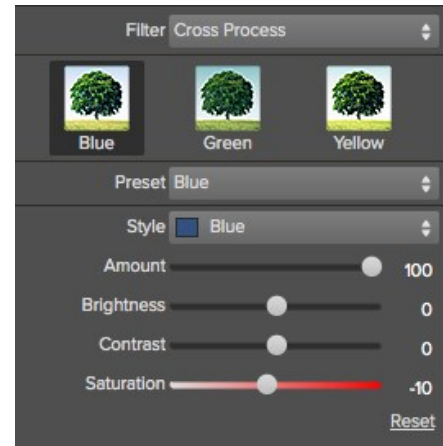 Filter Cross Process
Blue Green Yellow
Preset Blue
Style Blue
Amount 100
Brightness 0
Contrast 0
Saturation -10
Reset